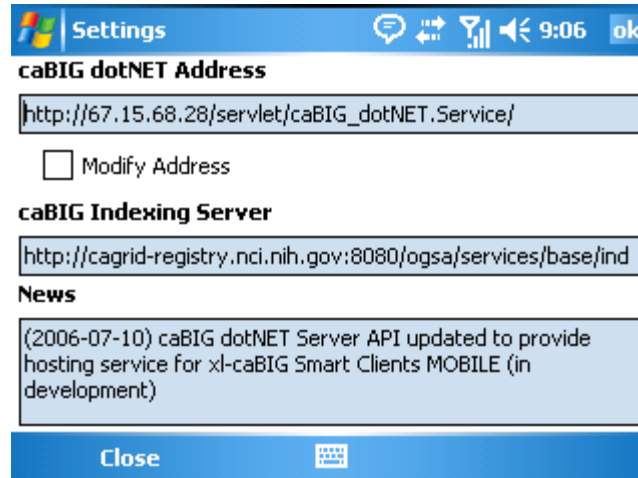 Settings 9:06 ok
caBIG dotNET Address
http://67.15.68.28/servlet/caBIG_dotNET.Service/
Modify Address
caBIG Indexing Server
http://cagrid-registry.nci.nih.gov:8080/ogsa/services/base/ind
News
(2006-07-10) caBIG dotNET Server API updated to provide
hosting service for xl-caBIG Smart Clients MOBILE (in
development)
Close